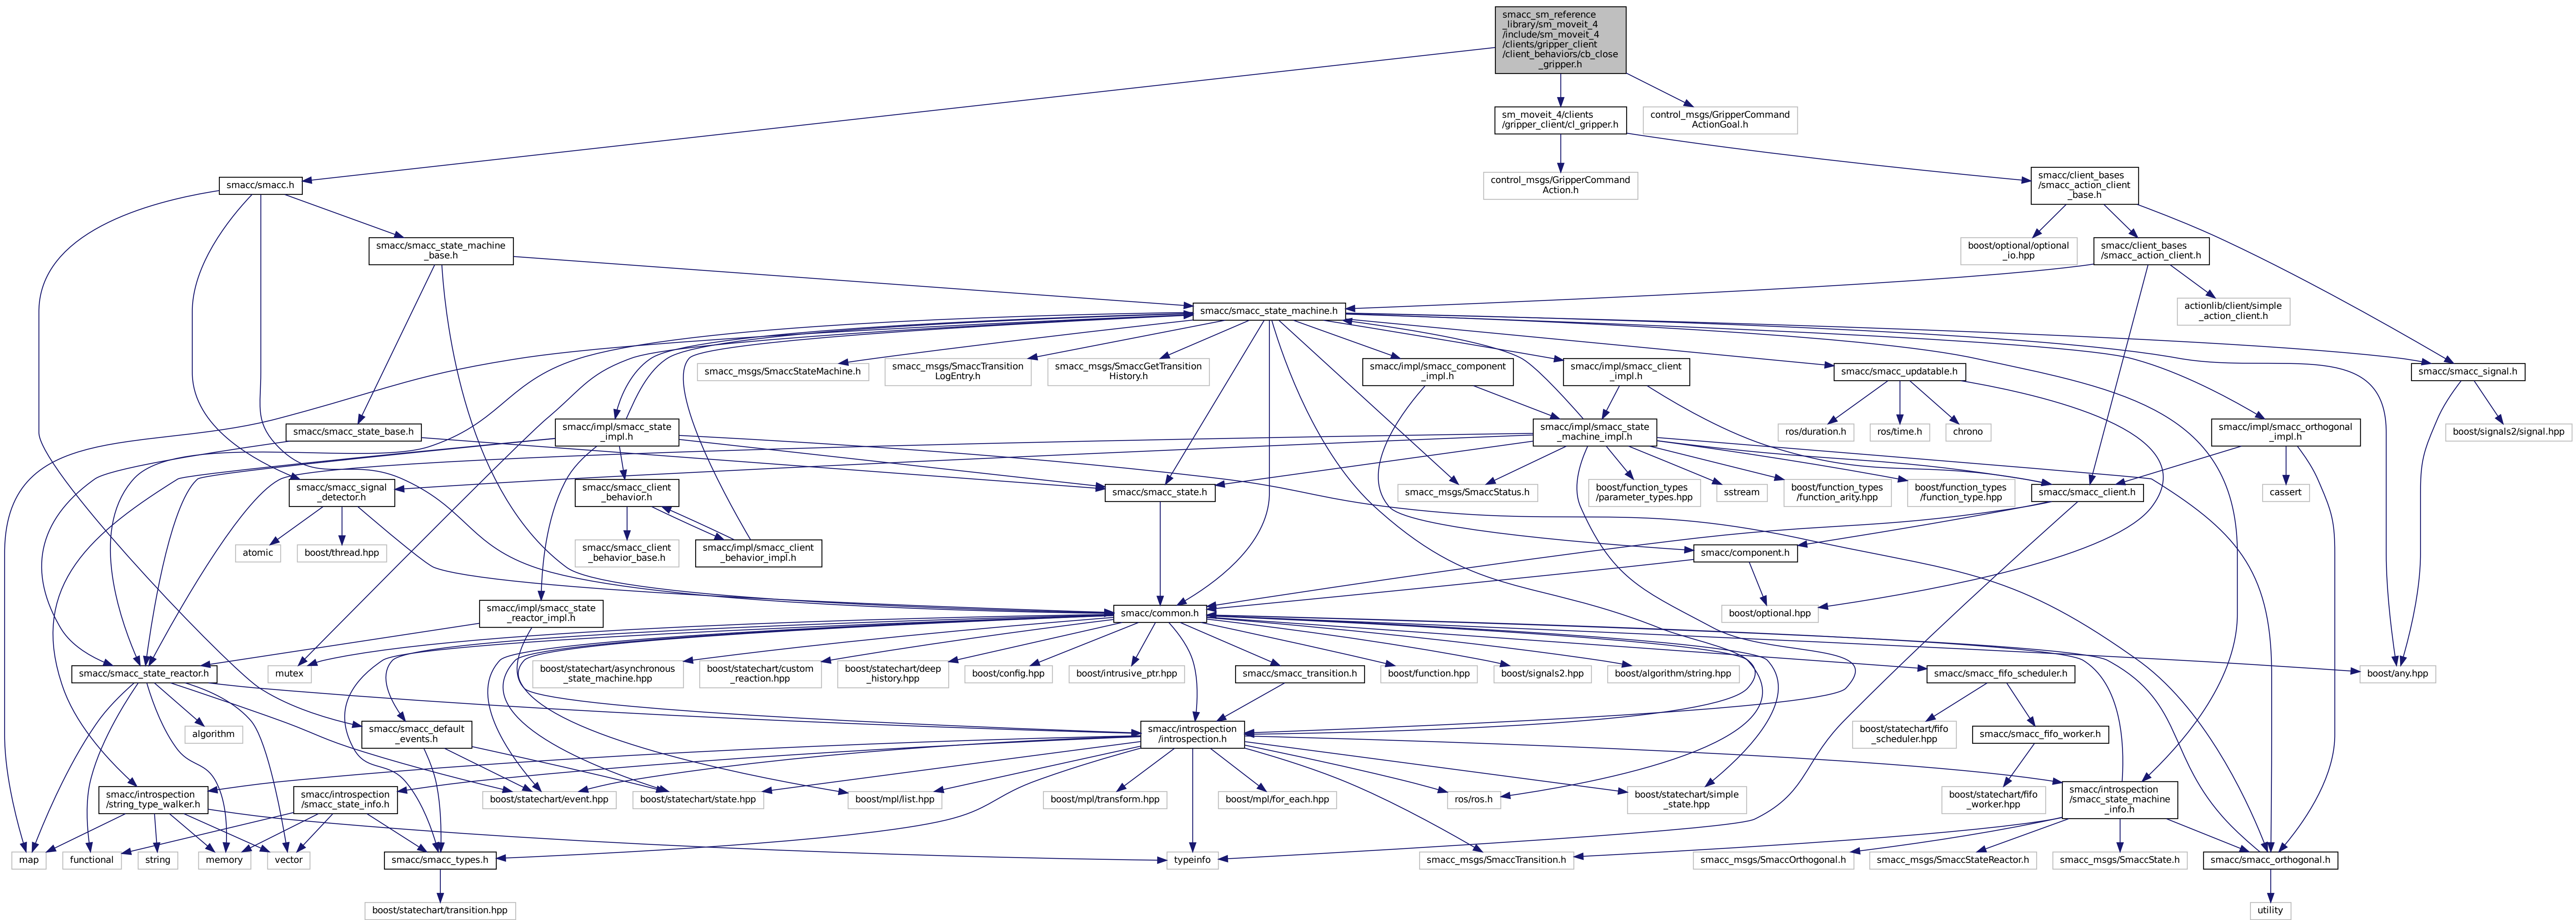 smacc_sm_reference
_library/sm_moveit_4
/include/sm_moveit_4
/clients/gripper_client
/client_behaviors/cb_close
_gripper.h
sm_moveit_4/clients
/gripper_client/cl_gripper.h
control_msgs/GripperCommand
ActionGoal.h
smacc/smacc.h
control_msgs/GripperCommand
Action.h
smacc/client_bases
/smacc_action_client
_base.h
smacc/smacc_state_machine
_base.h
boost/optional/optional
_io.hpp
smacc/client_bases
/smacc_action_client.h
smacc/smacc_state_machine.h
actionlib/client/simple
_action_client.h
smacc_msgs/SmaccStateMachine.h
smacc_msgs/SmaccTransition
LogEntry.h
smacc_msgs/SmaccGetTransition
History.h
smacc/impl/smacc_component
_impl.h
smacc/impl/smacc_client
_impl.h
smacc/smacc_updatable.h
smacc/smacc_signal.h
smacc/smacc_state_base.h
smacc/impl/smacc_state
_impl.h
smacc/impl/smacc_state
_machine_impl.h
ros/duration.h
ros/time.h
chrono
smacc/impl/smacc_orthogonal
_impl.h
boost/signals2/signal.hpp
smacc/smacc_signal
_detector.h
smacc/smacc_client
_behavior.h
smacc/smacc_state.h
smacc_msgs/SmaccStatus.h
boost/function_types
/parameter_types.hpp
sstream
boost/function_types
/function_arity.hpp
boost/function_types
/function_type.hpp
smacc/smacc_client.h
cassert
atomic
boost/thread.hpp
smacc/smacc_client
_behavior_base.h
smacc/impl/smacc_client
_behavior_impl.h
smacc/component.h
smacc/impl/smacc_state
_reactor_impl.h
smacc/common.h
boost/optional.hpp
smacc/smacc_state_reactor.h
mutex
boost/statechart/asynchronous
_state_machine.hpp
boost/statechart/custom
_reaction.hpp
boost/statechart/deep
_history.hpp
boost/config.hpp
boost/intrusive_ptr.hpp
smacc/smacc_transition.h
boost/function.hpp
boost/signals2.hpp
boost/algorithm/string.hpp
smacc/smacc_fifo_scheduler.h
boost/any.hpp
algorithm
smacc/smacc_default
_events.h
smacc/introspection
/introspection.h
boost/statechart/fifo
_scheduler.hpp
smacc/smacc_fifo_worker.h
smacc/introspection
/string_type_walker.h
smacc/introspection
/smacc_state_info.h
boost/statechart/event.hpp
boost/statechart/state.hpp
boost/mpl/list.hpp
boost/mpl/transform.hpp
boost/mpl/for_each.hpp
ros/ros.h
boost/statechart/simple
_state.hpp
boost/statechart/fifo
_worker.hpp
smacc/introspection
/smacc_state_machine
_info.h
map
functional
string
memory
vector
smacc/smacc_types.h
typeinfo
smacc_msgs/SmaccTransition.h
smacc_msgs/SmaccOrthogonal.h
smacc_msgs/SmaccStateReactor.h
smacc_msgs/SmaccState.h
smacc/smacc_orthogonal.h
boost/statechart/transition.hpp
utility